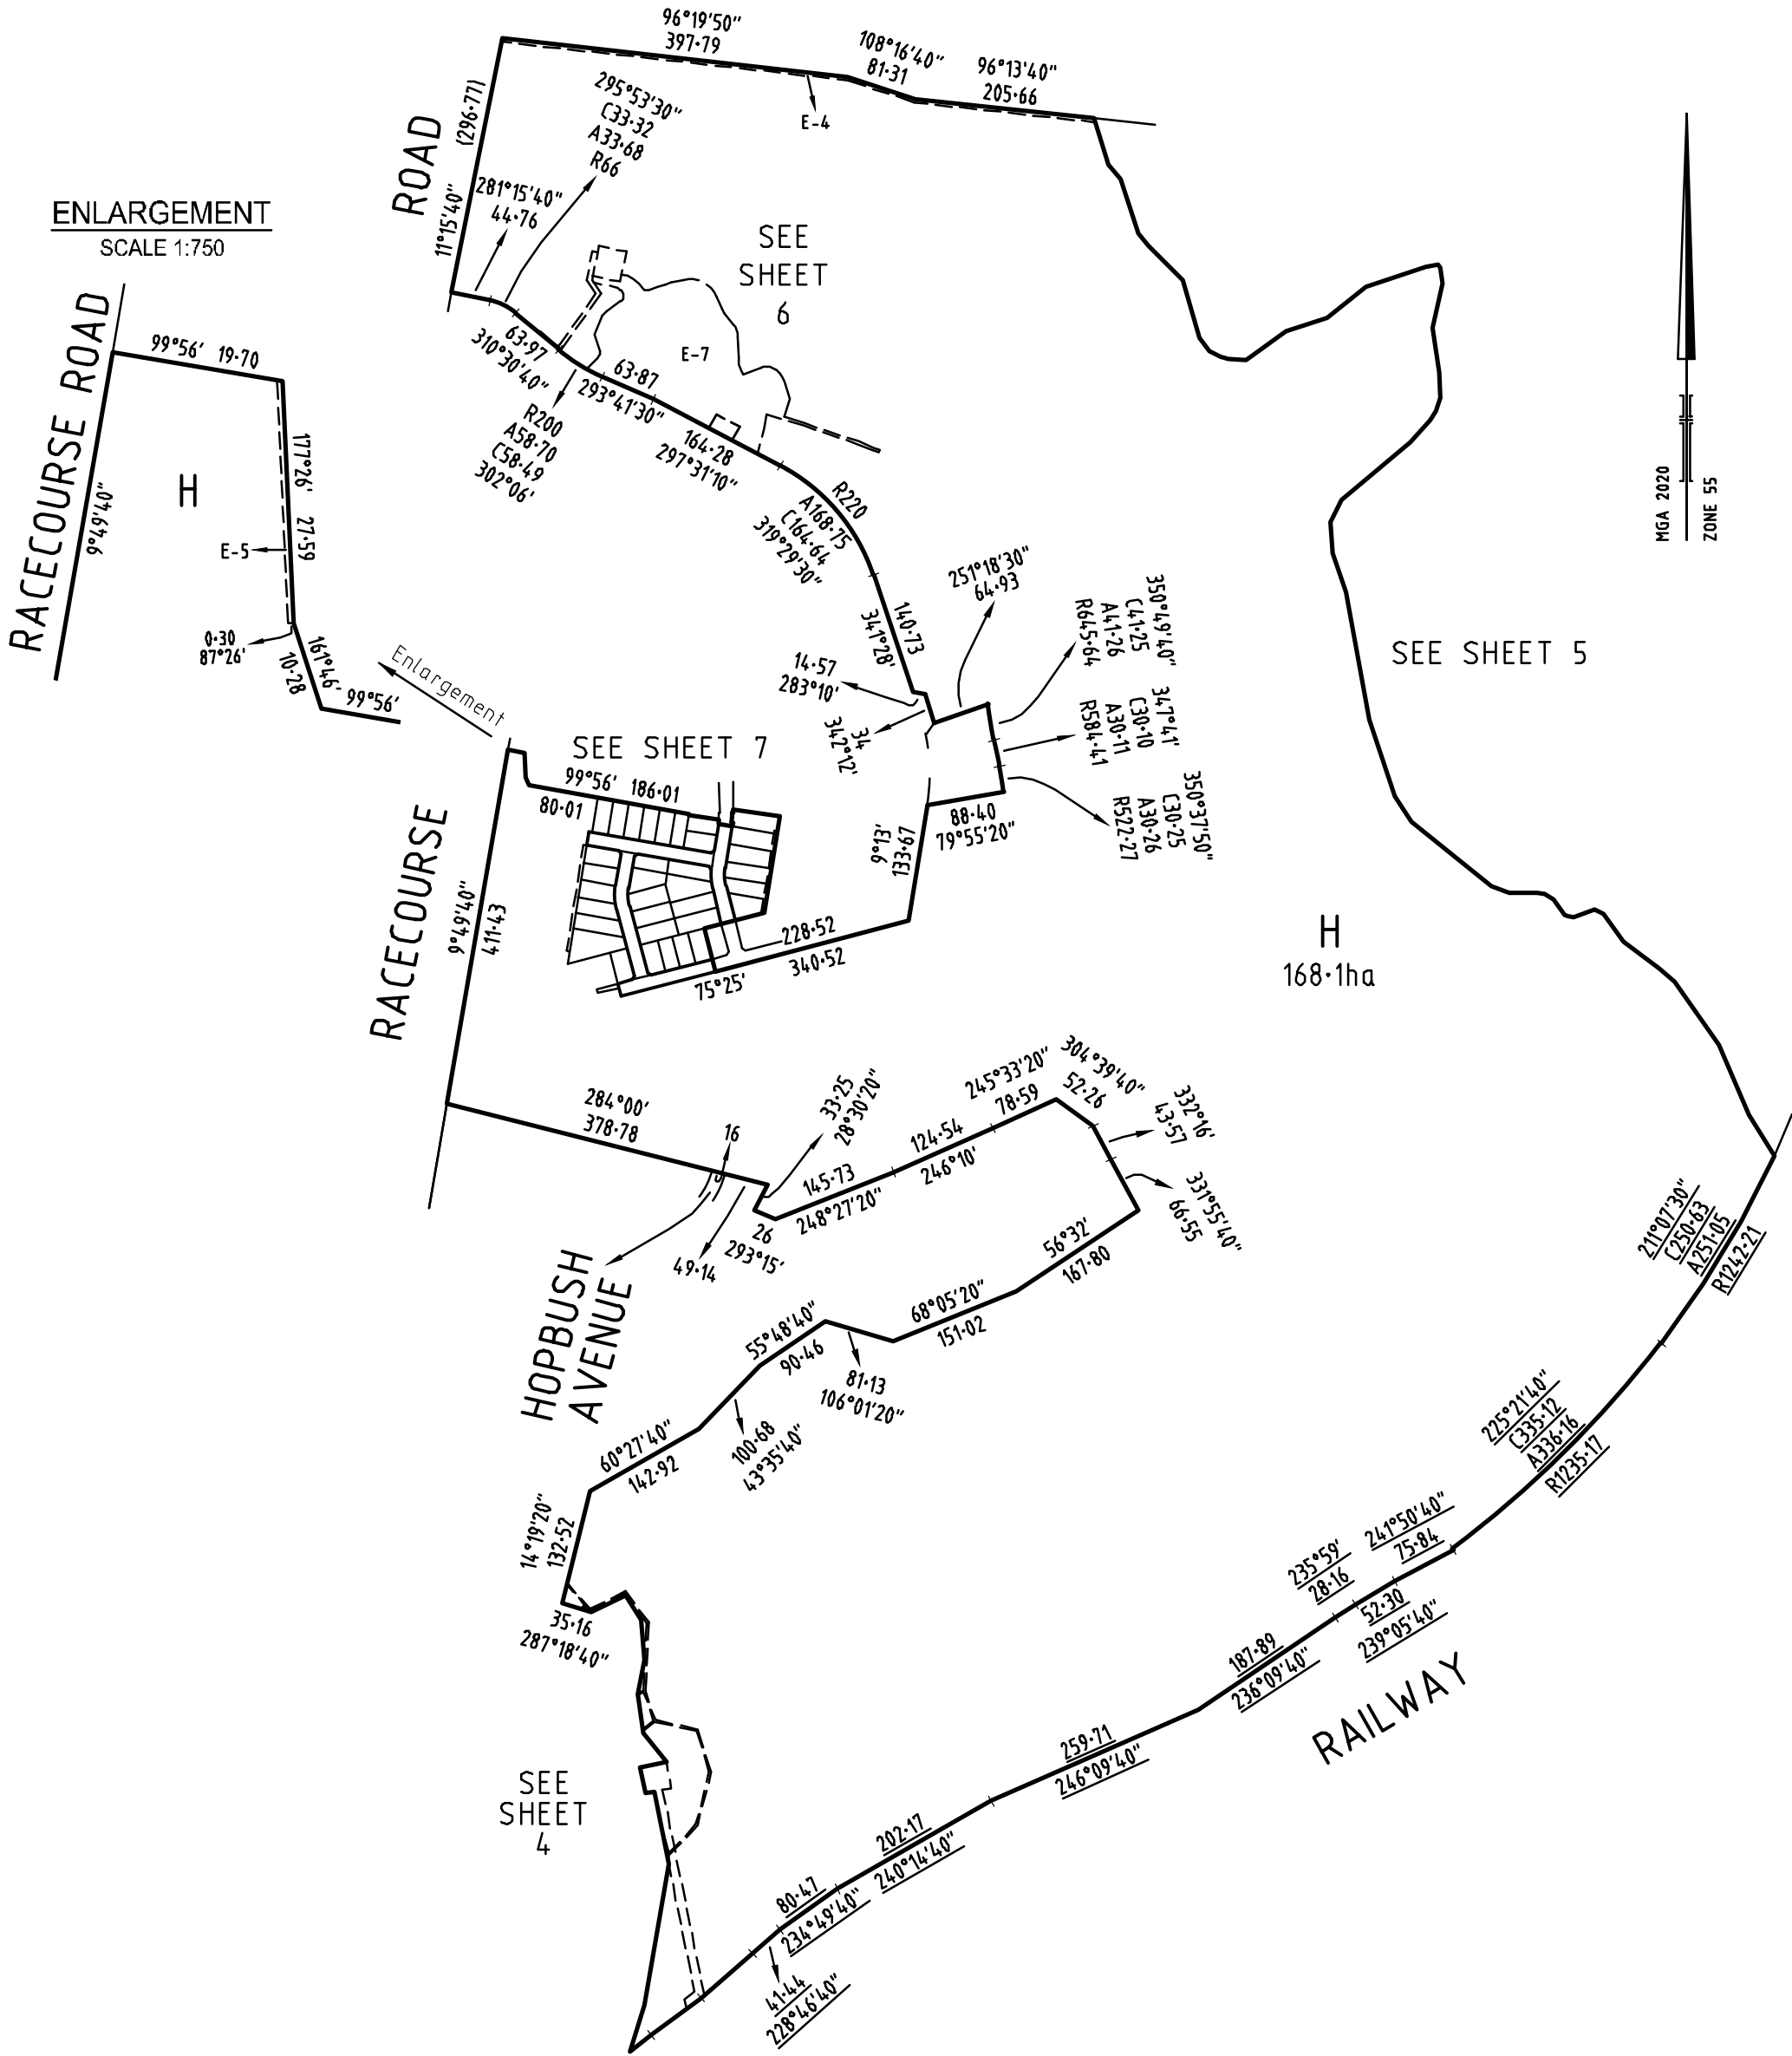 96°19'50"
397·79
108°16'40"
81·31
96°13'40"
205·66
E-4
ROAD
(296·77)
11°15'40"
295°53'30"
C33·32
A33·68
R66
281°15'40"
44·76
SEE
SHEET
6
E-7
63·97
310°30'40"
63·87
293°41'30"
R200
A58·70
C58·49
302°06'
164·28
297°31'10"
R220
A168·75
C164·64
319°29'30"
140·73
341°28'
ENLARGEMENT
SCALE 1:750
RACECOURSE ROAD
9°49'40"
99°56' 19·70
H
177°26' 27·59
E-5
0·30
87°26'
161°46'
10·28
99°56'
Enlargement
MGA 2020
ZONE 55
SEE SHEET 5
251°18'30"
64·93
14·57
283°10'
34
342°12'
350°49'40"
C41·25
A41·26
R645·64
347°41'
C30·10
A30·11
R584·41
350°37'50"
C30·25
A30·26
R522·27
88·40
79°55'20"
9°13'
133·67
SEE SHEET 7
99°56' 186·01
80·01
RACECOURSE
9°49'40"
411·43
228·52
340·52
75°25'
H
168·1ha
284°00'
378·78
16
33·25
28°30'20"
49·14
HOPBUSH
AVENUE
26
293°15'
145·73
248°27'20"
124·54
246°10'
245°33'20"
78·59
304°39'40"
52·26
332°16'
43·57
331°55'40"
66·55
56°32'
167·80
68°05'20"
151·02
81·13
106°01'20"
55°48'40"
90·46
100·68
43°35'40"
60°27'40"
142·92
14°19'20"
132·52
35·16
287°18'40"
SEE
SHEET
4
211°07'30"
C250·63
A251·05
R1242·21
225°21'40"
C335·12
A336·16
R1235·17
241°50'40"
75·84
235°59'
28·16
52·30
239°05'40"
187·89
236°09'40"
RAILWAY
259·71
246°09'40"
202·17
240°14'40"
80·47
234°49'40"
41·44
228°46'40"